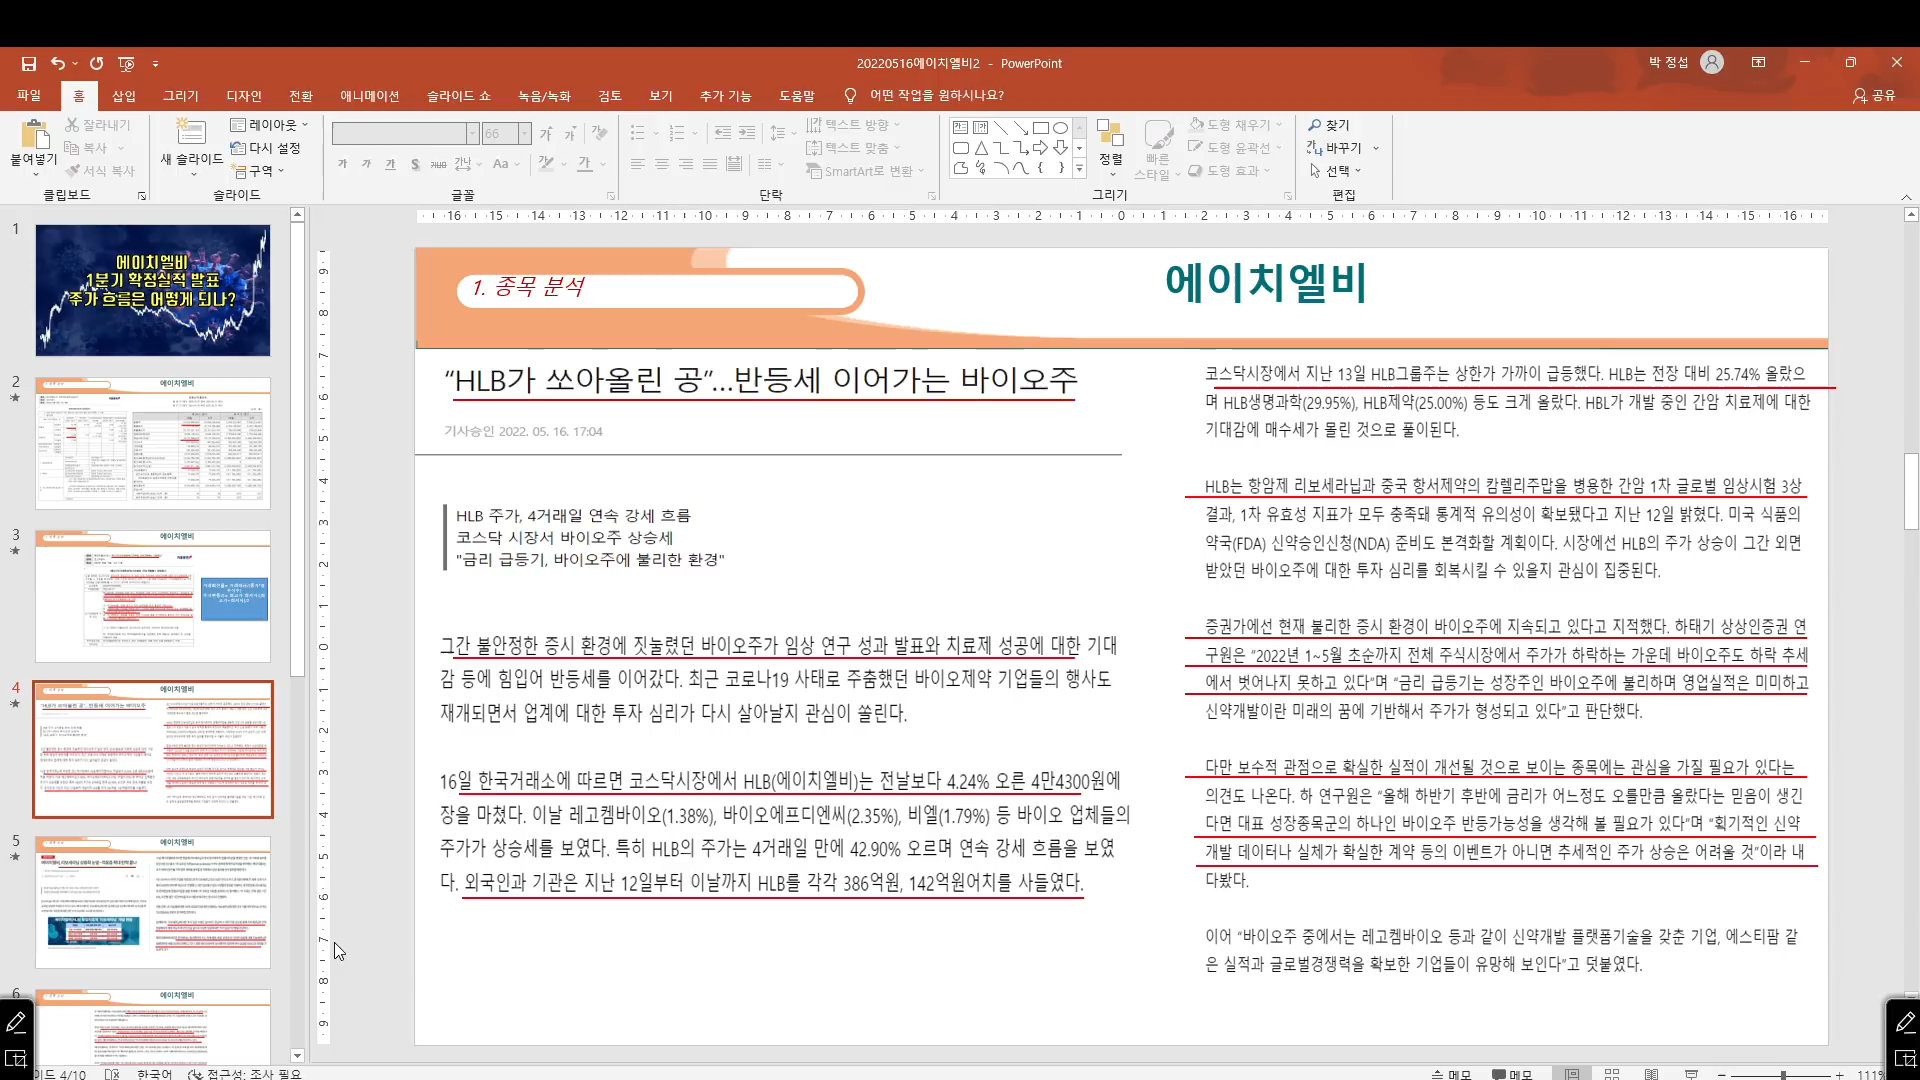 20220516에이치엘비2 - PowerPoint
박 정섭
파일 홈 삽입 그리기 디자인 전환 애니메이션 슬라이드 쇼 녹음/녹화 검토 보기 추가 기능 도움말 어떤 작업을 원하시나요?
공유
붙여넣기
잘라내기
복사
서식 복사
클립보드
새 슬라이드
레이아웃
다시 설정
구역
슬라이드
66
글꼴
텍스트 방향
텍스트 맞춤
SmartArt로 변환
단락
정렬
빠른 스타일
도형 채우기
도형 윤곽선
도형 효과
그리기
찾기
바꾸기
선택
편집
1
에이치엘비
1분기 확정실적 발표
주가 흐름은 어떻게 되나?
2
에이치엘비
3
에이치엘비
4
에이치엘비
5
에이치엘비
6
에이치엘비
1. 종목 분석
에이치엘비
“HLB가 쏘아올린 공”...반등세 이어가는 바이오주
기사승인 2022. 05. 16. 17:04
HLB 주가, 4거래일 연속 강세 흐름
코스닥 시장서 바이오주 상승세
"금리 급등기, 바이오주에 불리한 환경"
그간 불안정한 증시 환경에 짓눌렸던 바이오주가 임상 연구 성과 발표와 치료제 성공에 대한 기대
감 등에 힘입어 반등세를 이어갔다. 최근 코로나19 사태로 주춤했던 바이오제약 기업들의 행사도
재개되면서 업계에 대한 투자 심리가 다시 살아날지 관심이 쏠린다.
16일 한국거래소에 따르면 코스닥시장에서 HLB(에이치엘비)는 전날보다 4.24% 오른 4만4300원에
장을 마쳤다. 이날 레고켐바이오(1.38%), 바이오에프디엔씨(2.35%), 비엘(1.79%) 등 바이오 업체들의
주가가 상승세를 보였다. 특히 HLB의 주가는 4거래일 만에 42.90% 오르며 연속 강세 흐름을 보였
다. 외국인과 기관은 지난 12일부터 이날까지 HLB를 각각 386억원, 142억원어치를 사들였다.
코스닥시장에서 지난 13일 HLB그룹주는 상한가 가까이 급등했다. HLB는 전장 대비 25.74% 올랐으
며 HLB생명과학(29.95%), HLB제약(25.00%) 등도 크게 올랐다. HBL가 개발 중인 간암 치료제에 대한
기대감에 매수세가 몰린 것으로 풀이된다.
HLB는 항암제 리보세라닙과 중국 항서제약의 캄렐리주맙을 병용한 간암 1차 글로벌 임상시험 3상
결과, 1차 유효성 지표가 모두 충족돼 통계적 유의성이 확보됐다고 지난 12일 밝혔다. 미국 식품의
약국(FDA) 신약승인신청(NDA) 준비도 본격화할 계획이다. 시장에선 HLB의 주가 상승이 그간 외면
받았던 바이오주에 대한 투자 심리를 회복시킬 수 있을지 관심이 집중된다.
증권가에선 현재 불리한 증시 환경이 바이오주에 지속되고 있다고 지적했다. 하태기 상상인증권 연
구원은 “2022년 1~5월 초순까지 전체 주식시장에서 주가가 하락하는 가운데 바이오주도 하락 추세
에서 벗어나지 못하고 있다”며 “금리 급등기는 성장주인 바이오주에 불리하며 영업실적은 미미하고
신약개발이란 미래의 꿈에 기반해서 주가가 형성되고 있다”고 판단했다.
다만 보수적 관점으로 확실한 실적이 개선될 것으로 보이는 종목에는 관심을 가질 필요가 있다는
의견도 나온다. 하 연구원은 “올해 하반기 후반에 금리가 어느정도 오를만큼 올랐다는 믿음이 생긴
다면 대표 성장종목군의 하나인 바이오주 반등가능성을 생각해 볼 필요가 있다”며 “획기적인 신약
개발 데이터나 실체가 확실한 계약 등의 이벤트가 아니면 추세적인 주가 상승은 어려울 것”이라 내
다봤다.
이어 “바이오주 중에서는 레고켐바이오 등과 같이 신약개발 플랫폼기술을 갖춘 기업, 에스티팜 같
은 실적과 글로벌경쟁력을 확보한 기업들이 유망해 보인다”고 덧붙였다.
4/10 한국어 접근성: 조사 필요
메모 메모 111%